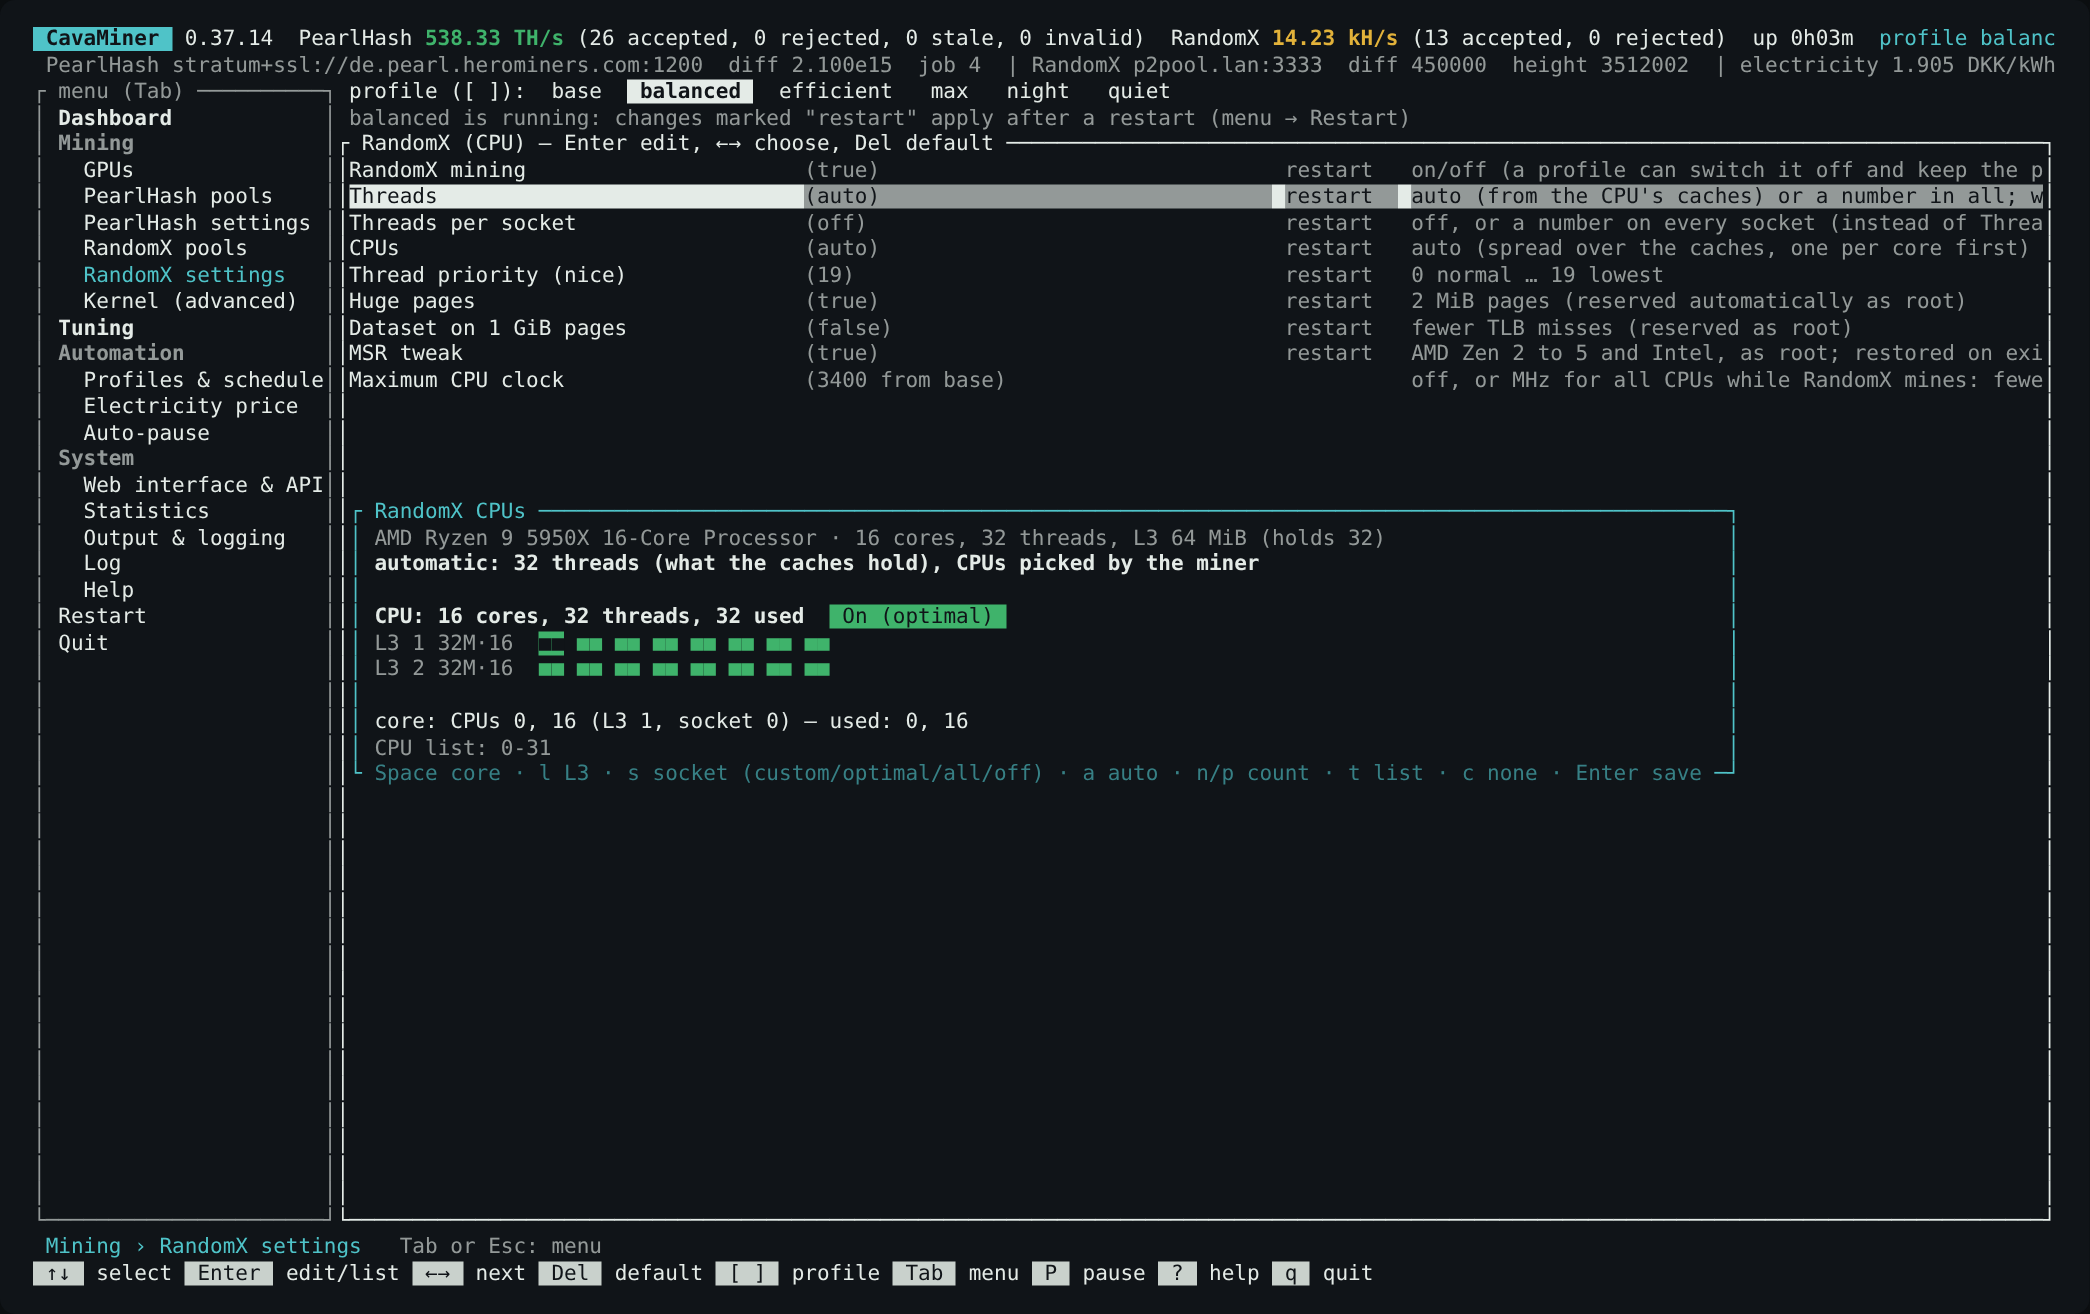 CavaMiner 0.37.14 PearlHash 538.33 TH/s (26 accepted, 0 rejected, 0 stale, 0 invalid) RandomX 14.23 kH/s (13 accepted, 0 rejected) up 0h03m profile balanc
PearlHash stratum+ssl://de.pearl.herominers.com:1200 diff 2.100e15 job 4 | RandomX p2pool.lan:3333 diff 450000 height 3512002 | electricity 1.905 DKK/kWh
menu (Tab)
Dashboard
Mining
GPUs
PearlHash pools
PearlHash settings
RandomX pools
RandomX settings
Kernel (advanced)
Tuning
Automation
Profiles & schedule
Electricity price
Auto-pause
System
Web interface & API
Statistics
Output & logging
Log
Help
Restart
Quit
profile ([ ]): base balanced efficient max night quiet
balanced is running: changes marked "restart" apply after a restart (menu → Restart)
RandomX (CPU) — Enter edit, ←→ choose, Del default
RandomX mining (true) restart on/off (a profile can switch it off and keep the p
Threads (auto) restart auto (from the CPU's caches) or a number in all; w
Threads per socket (off) restart off, or a number on every socket (instead of Threa
CPUs (auto) restart auto (spread over the caches, one per core first)
Thread priority (nice) (19) restart 0 normal … 19 lowest
Huge pages (true) restart 2 MiB pages (reserved automatically as root)
Dataset on 1 GiB pages (false) restart fewer TLB misses (reserved as root)
MSR tweak (true) restart AMD Zen 2 to 5 and Intel, as root; restored on exi
Maximum CPU clock (3400 from base) off, or MHz for all CPUs while RandomX mines: fewe
RandomX CPUs
AMD Ryzen 9 5950X 16-Core Processor · 16 cores, 32 threads, L3 64 MiB (holds 32)
automatic: 32 threads (what the caches hold), CPUs picked by the miner
CPU: 16 cores, 32 threads, 32 used On (optimal)
L3 1 32M·16
L3 2 32M·16
core: CPUs 0, 16 (L3 1, socket 0) — used: 0, 16
CPU list: 0-31
Space core · l L3 · s socket (custom/optimal/all/off) · a auto · n/p count · t list · c none · Enter save
Mining › RandomX settings Tab or Esc: menu
↑↓ select Enter edit/list ←→ next Del default [ ] profile Tab menu P pause ? help q quit